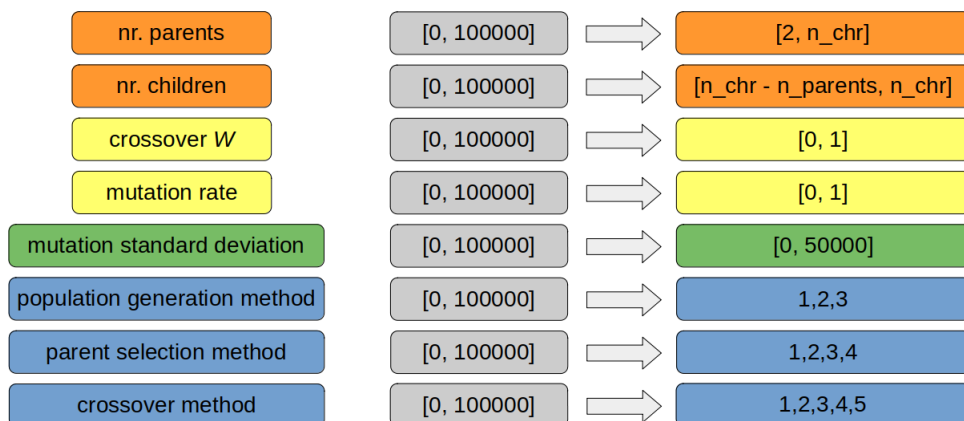 nr. parents [0, 100000] [2, n_chr]
nr. children [0, 100000] [n_chr - n_parents, n_chr]
crossover W [0, 100000] [0, 1]
mutation rate [0, 100000] [0, 1]
mutation standard deviation [0, 100000] [0, 50000]
population generation method [0, 100000] 1,2,3
parent selection method [0, 100000] 1,2,3,4
crossover method [0, 100000] 1,2,3,4,5